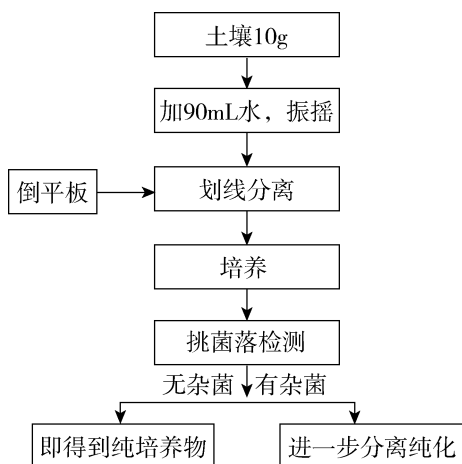 土壤10g
加90mL水，振摇
倒平板
划线分离
培养
挑菌落检测
无杂菌 有杂菌
即得到纯培养物
进一步分离纯化